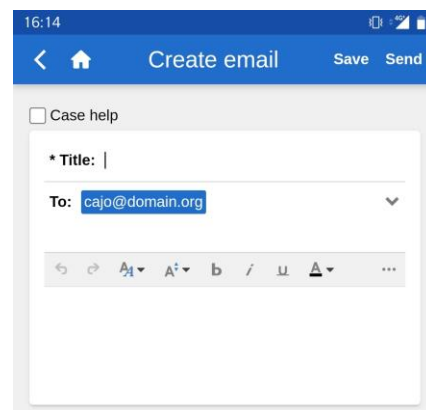 16:14
Create email Save Send
Case help
* Title:
To: cajo@domain.org
b i u A